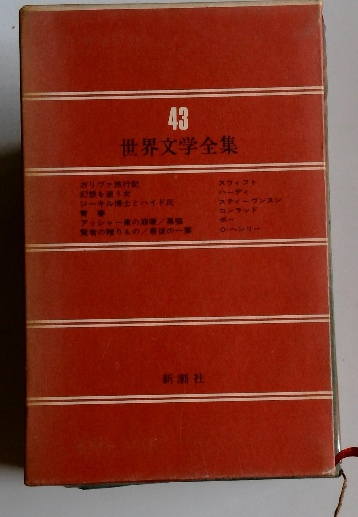 43
世界文学全集
ガリヴァ旅行記 スウィフト
幻想を追う女 ハーディ
ジーキル博士とハイド氏 スティーヴンスン
青春 コンラッド
アッシャー家の崩壊／黒猫 ポー
賢者の贈りもの／最後の一葉 O・ヘンリー
新潮社